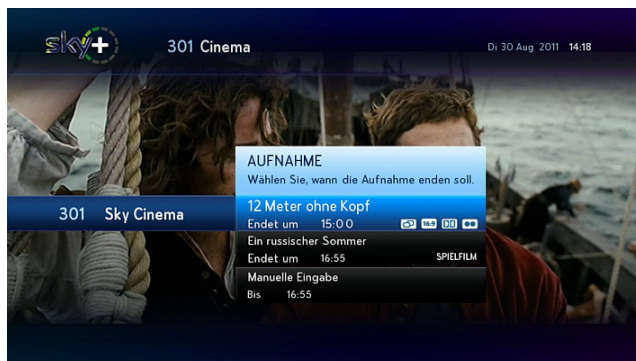 sky+ 301 Cinema Di 30 Aug 2011 14:18
AUFNAHME
Wählen Sie, wann die Aufnahme enden soll.
301 Sky Cinema
12 Meter ohne Kopf
Endet um 15:00 16:9
Ein russischer Sommer
Endet um 16:55 SPIELFILM
Manuelle Eingabe
Bis 16:55